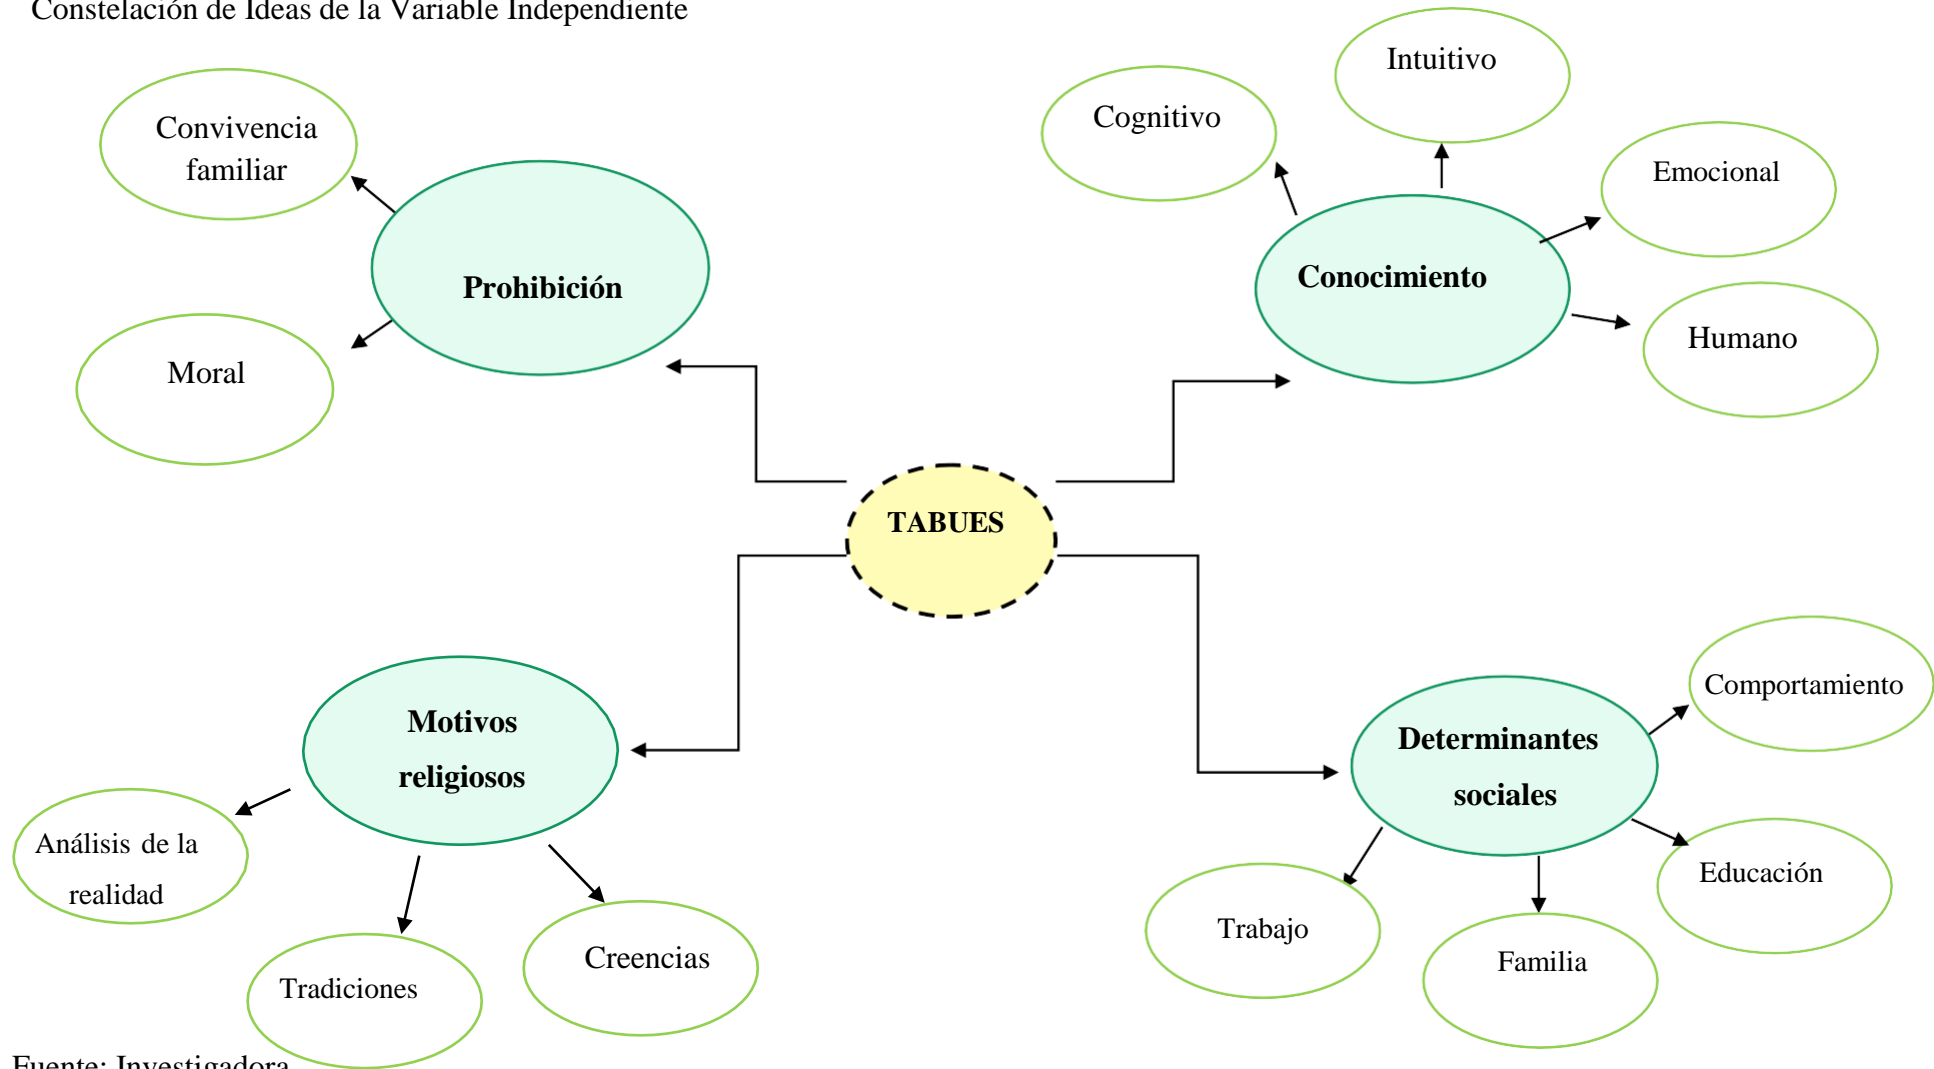 Constelación de Ideas de la Variable Independiente
Convivencia
familiar
Prohibición
Moral
Cognitivo
Intuitivo
Emocional
Conocimiento
Humano
TABUES
Motivos
religiosos
Análisis de la
realidad
Tradiciones
Creencias
Determinantes
sociales
Comportamiento
Educación
Trabajo
Familia
Fuente: Investigadora